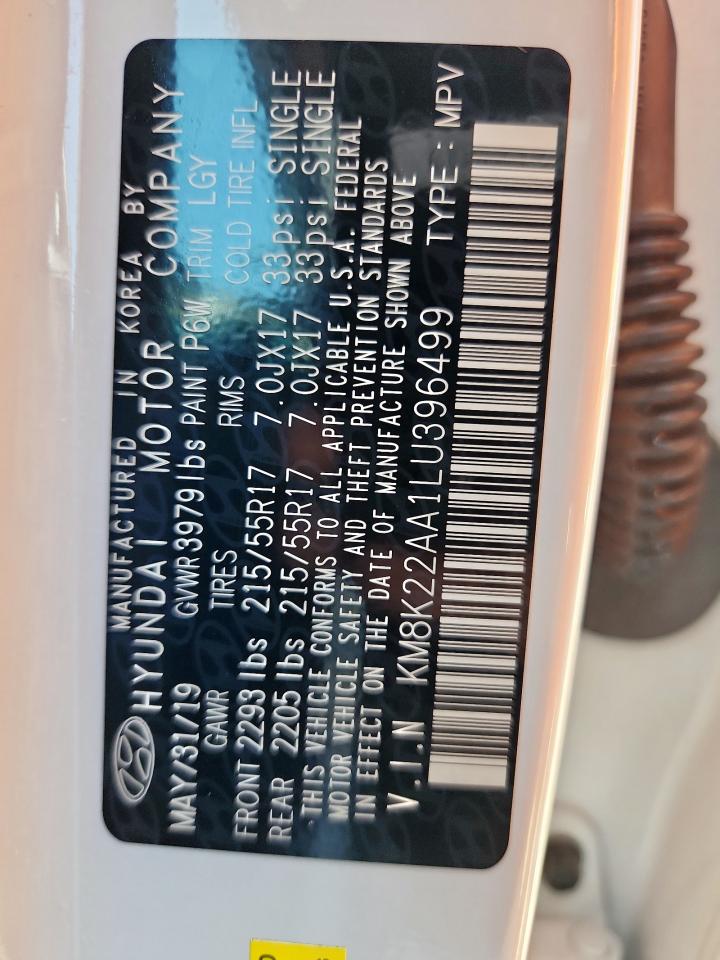 MANUFACTURED IN KOREA BY
HYUNDAI MOTOR COMPANY
MAY/31/19 GVWR 3979 lbs PAINT P6W TRIM LGY
GAWR TIRES RIMS COLD TIRE INFL
FRONT 2293 lbs 215/55R17 7.0JX17 33psi SINGLE
REAR 2205 lbs 215/55R17 7.0JX17 33psi SINGLE
THIS VEHICLE CONFORMS TO ALL APPLICABLE U.S.A. FEDERAL
MOTOR VEHICLE SAFETY AND THEFT PREVENTION STANDARDS
IN EFFECT ON THE DATE OF MANUFACTURE SHOWN ABOVE
V.I.N KM8K22AA1LU396499 TYPE : MPV